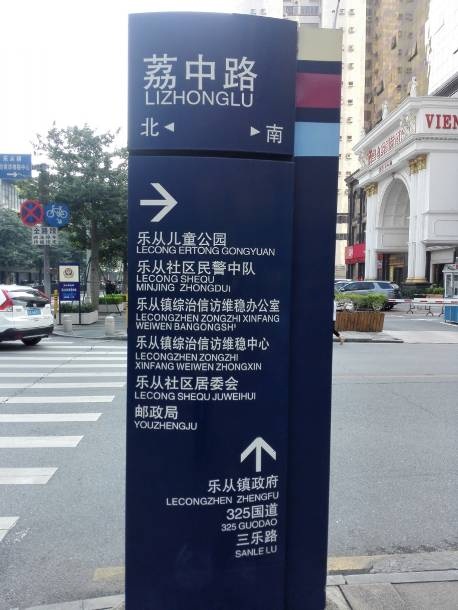 荔中路
LIZHONGLU
北 ◄ ► 南
→
乐从儿童公园
LECONG ERTONG GONGYUAN
乐从社区民警中队
LECONG SHEQU
MINJING ZHONGDUI
乐从镇综治信访维稳办公室
LECONGZHEN ZONGZHI XINFANG
WEIWEN BANGONGSHI
乐从镇综治信访维稳中心
LECONGZHEN ZONGZHI
XINFANG WEIWEN ZHONGXIN
乐从社区居委会
LECONG SHEQU JUWEIHUI
邮政局
YOUZHENGJU
↑
乐从镇政府
LECONGZHEN ZHENGFU
325国道
325 GUODAO
三乐路
SANLE LU
VIEN